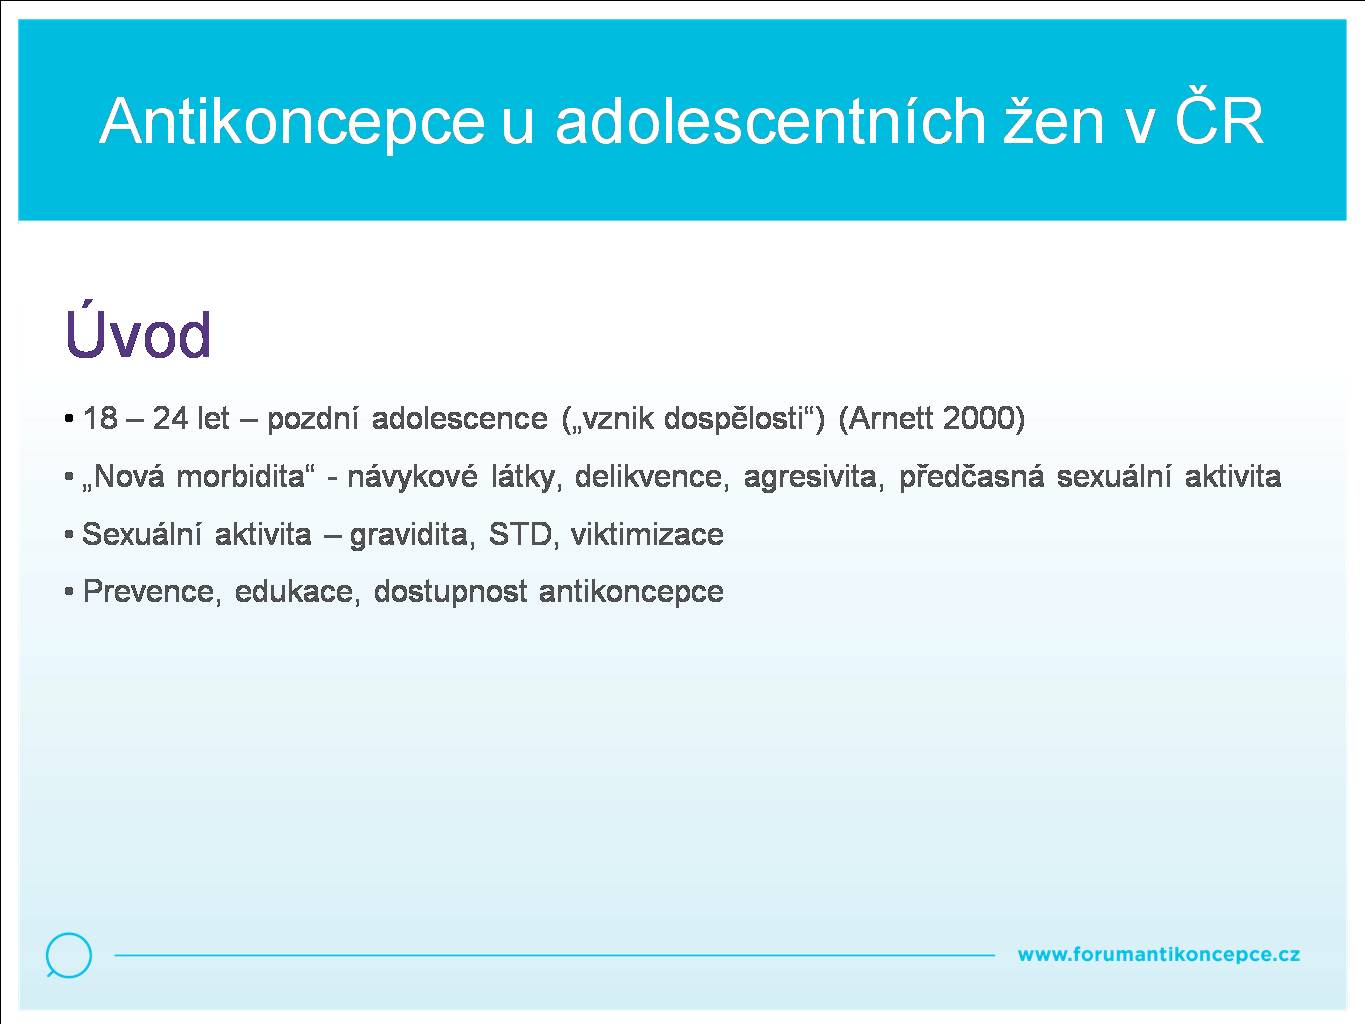 Antikoncepce u adolescentních žen v ČR
Úvod
• 18 – 24 let – pozdní adolescence („vznik dospělosti“) (Arnett 2000)
• „Nová morbidita“ - návykové látky, delikvence, agresivita, předčasná sexuální aktivita
• Sexuální aktivita – gravidita, STD, viktimizace
• Prevence, edukace, dostupnost antikoncepce
www.forumantikoncepce.cz